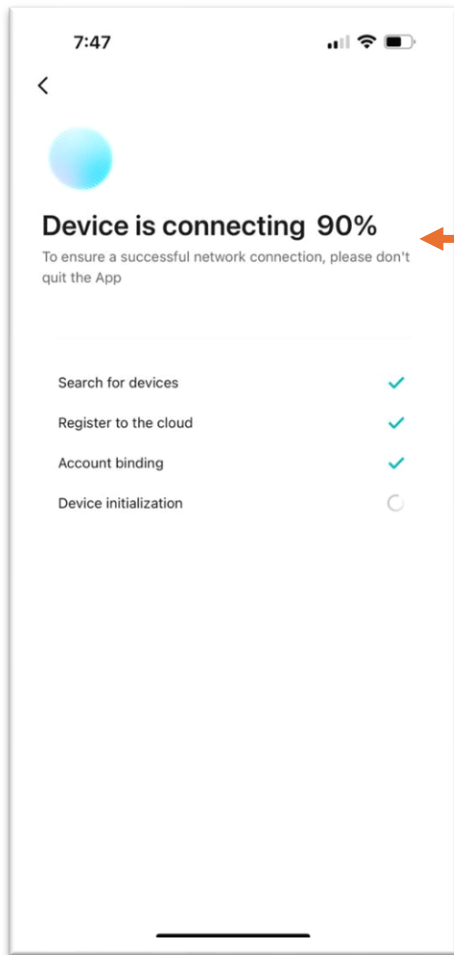 7:47
Device is connecting 90%
To ensure a successful network connection, please don't
quit the App
Search for devices
Register to the cloud
Account binding
Device initialization